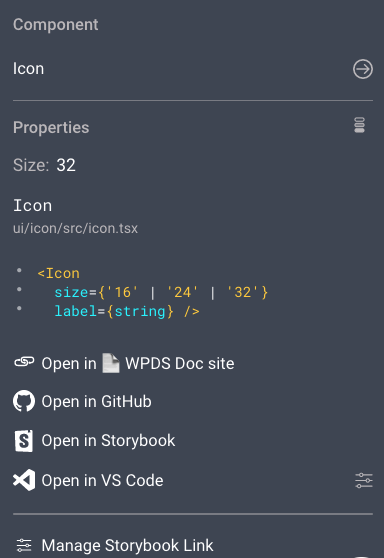 Component
Icon
Properties
Size: 32
Icon
ui/icon/src/icon.tsx
<Icon
size={'16' | '24' | '32'}
label={string} />
Open in WPDS Doc site
Open in GitHub
Open in Storybook
Open in VS Code
Manage Storybook Link